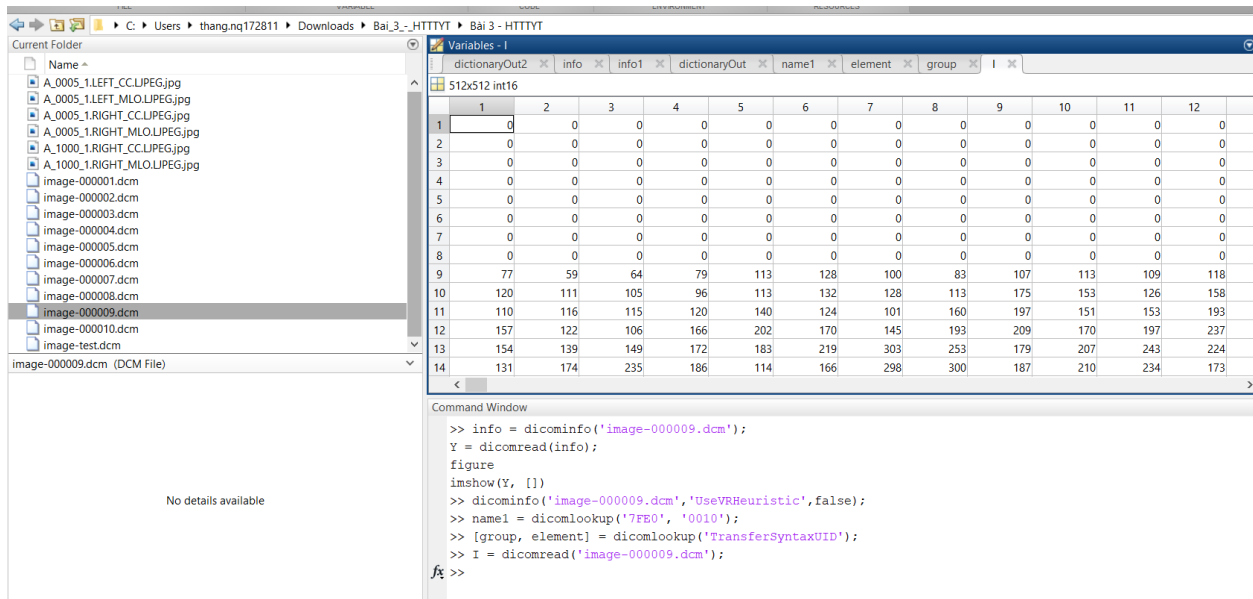 FILE VARIABLE CODE ENVIRONMENT RESOURCES
C: Users thang.nq172811 Downloads Bai_3_-_HTTTYT Bài 3 - HTTTYT
Current Folder
Name
A_0005_1.LEFT_CC.LJPEG.jpg
A_0005_1.LEFT_MLO.LJPEG.jpg
A_0005_1.RIGHT_CC.LJPEG.jpg
A_0005_1.RIGHT_MLO.LJPEG.jpg
A_1000_1.RIGHT_CC.LJPEG.jpg
A_1000_1.RIGHT_MLO.LJPEG.jpg
image-000001.dcm
image-000002.dcm
image-000003.dcm
image-000004.dcm
image-000005.dcm
image-000006.dcm
image-000007.dcm
image-000008.dcm
image-000009.dcm
image-000010.dcm
image-test.dcm
image-000009.dcm (DCM File)
No details available
Variables - I
dictionaryOut2 info info1 dictionaryOut name1 element group I
512x512 int16
1 2 3 4 5 6 7 8 9 10 11 12
1 0 0 0 0 0 0 0 0 0 0 0 0
2 0 0 0 0 0 0 0 0 0 0 0 0
3 0 0 0 0 0 0 0 0 0 0 0 0
4 0 0 0 0 0 0 0 0 0 0 0 0
5 0 0 0 0 0 0 0 0 0 0 0 0
6 0 0 0 0 0 0 0 0 0 0 0 0
7 0 0 0 0 0 0 0 0 0 0 0 0
8 0 0 0 0 0 0 0 0 0 0 0 0
9 77 59 64 79 113 128 100 83 107 113 109 118
10 120 111 105 96 113 132 128 113 175 153 126 158
11 110 116 115 120 140 124 101 160 197 151 153 193
12 157 122 106 166 202 170 145 193 209 170 197 237
13 154 139 149 172 183 219 303 253 179 207 243 224
14 131 174 235 186 114 166 298 300 187 210 234 173
Command Window
>> info = dicominfo('image-000009.dcm');
Y = dicomread(info);
figure
imshow(Y, [])
>> dicominfo('image-000009.dcm','UseVRHeuristic',false);
>> name1 = dicomlookup('7FE0', '0010');
>> [group, element] = dicomlookup('TransferSyntaxUID');
>> I = dicomread('image-000009.dcm');
fx >>